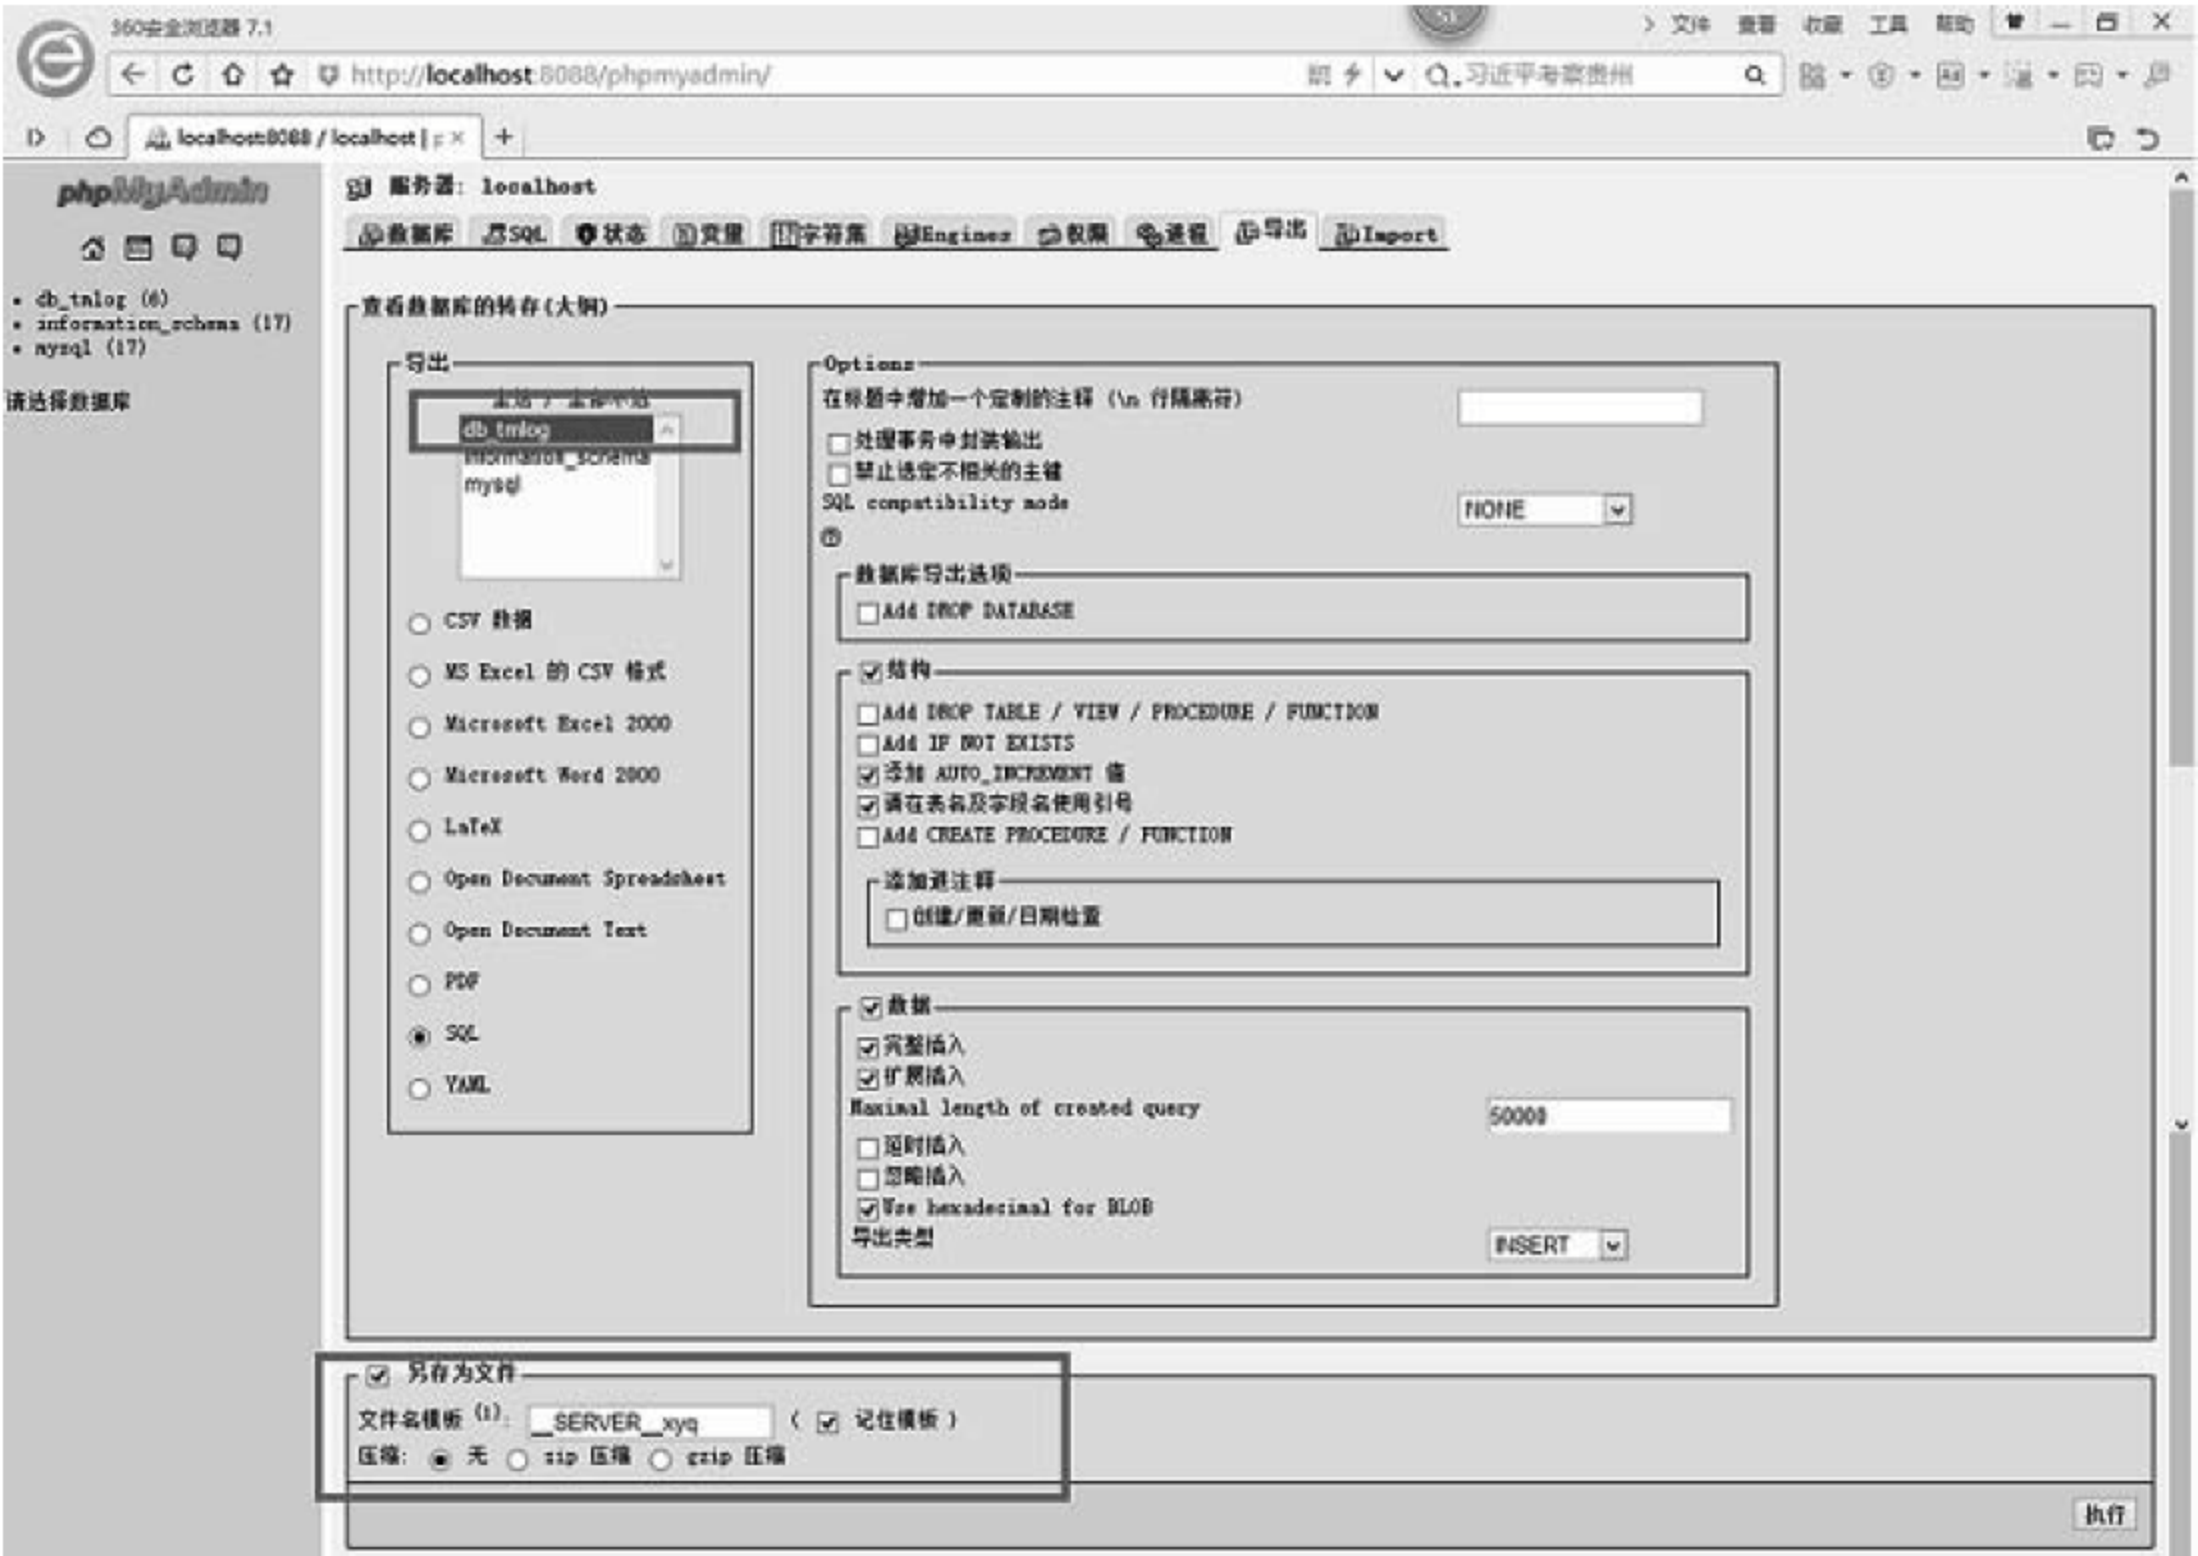 360安全浏览器 7.1
文件 查看 收藏 工具 帮助
http://localhost:8088/phpmyadmin/
习近平考察贵州
localhost:8088 / localhost | p
phpMyAdmin
db_tmlog (6)
information_schema (17)
mysql (17)
请选择数据库
服务器: localhost
数据库 SQL 状态 变量 字符集 Engines 权限 进程 导出 Import
查看数据库的转存(大纲)
导出
db_tmlog
information_schema
mysql
CSV 数据
MS Excel 的 CSV 格式
Microsoft Excel 2000
Microsoft Word 2000
LaTeX
Open Document Spreadsheet
Open Document Text
PDF
SQL
YAML
Options
在标题中增加一个定制的注释 (\n 行隔离符)
处理事务中封装输出
禁止选定不相关的主键
SQL compatibility mode
NONE
数据库导出选项
Add DROP DATABASE
结构
Add DROP TABLE / VIEW / PROCEDURE / FUNCTION
Add IF NOT EXISTS
添加 AUTO_INCREMENT 值
请在表名及字段名使用引号
Add CREATE PROCEDURE / FUNCTION
添加进注释
创建/更新/日期检查
数据
完整插入
扩展插入
Maximal length of created query
50000
延时插入
忽略插入
Use hexadecimal for BLOB
导出类型
INSERT
另存为文件
文件名模板 (1): __SERVER__xyq ( 记住模板 )
压缩: 无 zip 压缩 gzip 压缩
执行